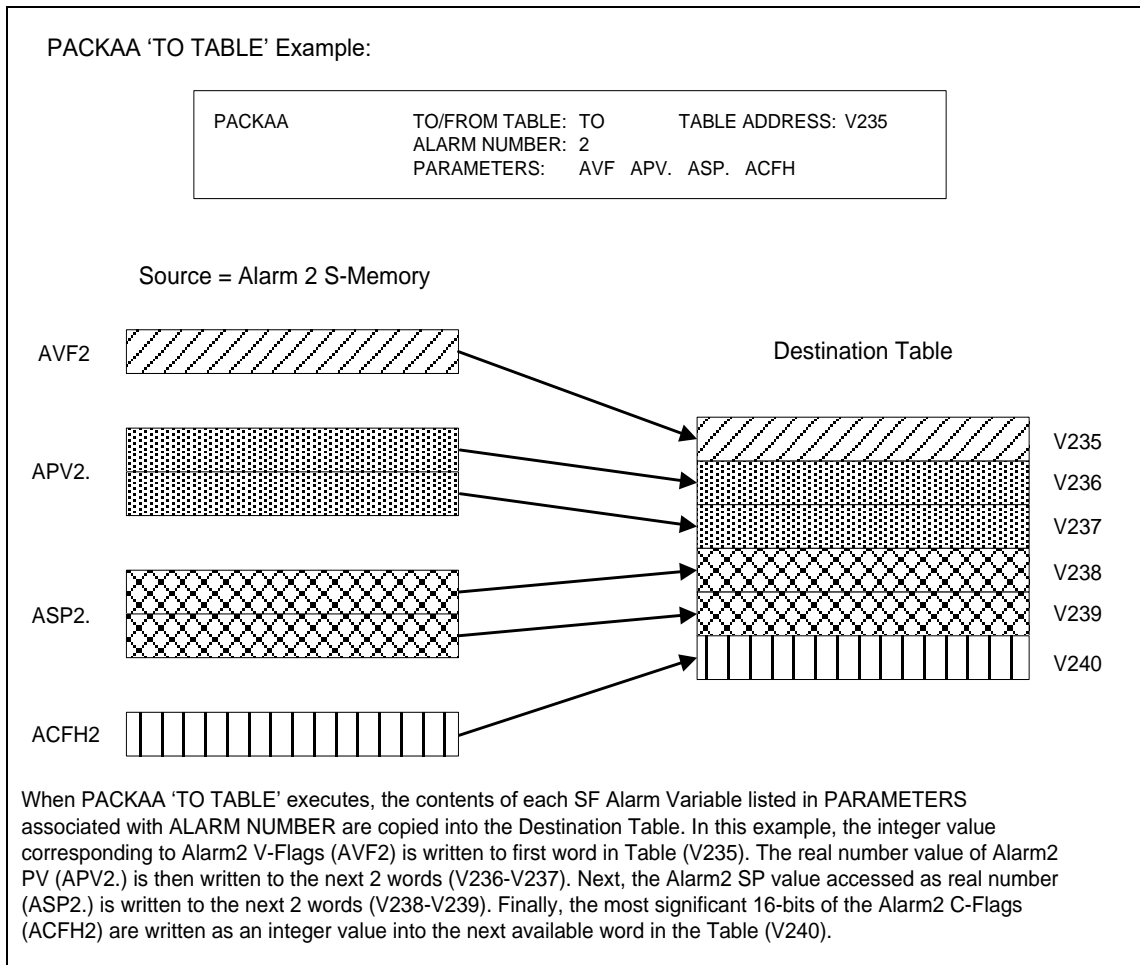 PACKAA ‘TO TABLE’ Example:
PACKAA TO/FROM TABLE: TO TABLE ADDRESS: V235
ALARM NUMBER: 2
PARAMETERS: AVF APV. ASP. ACFH
Source = Alarm 2 S-Memory
AVF2
Destination Table
V235
APV2.
V236
V237
V238
ASP2.
V239
V240
ACFH2
When PACKAA ‘TO TABLE’ executes, the contents of each SF Alarm Variable listed in PARAMETERS
associated with ALARM NUMBER are copied into the Destination Table. In this example, the integer value
corresponding to Alarm2 V-Flags (AVF2) is written to first word in Table (V235). The real number value of Alarm2
PV (APV2.) is then written to the next 2 words (V236-V237). Next, the Alarm2 SP value accessed as real number
(ASP2.) is written to the next 2 words (V238-V239). Finally, the most significant 16-bits of the Alarm2 C-Flags
(ACFH2) are written as an integer value into the next available word in the Table (V240).